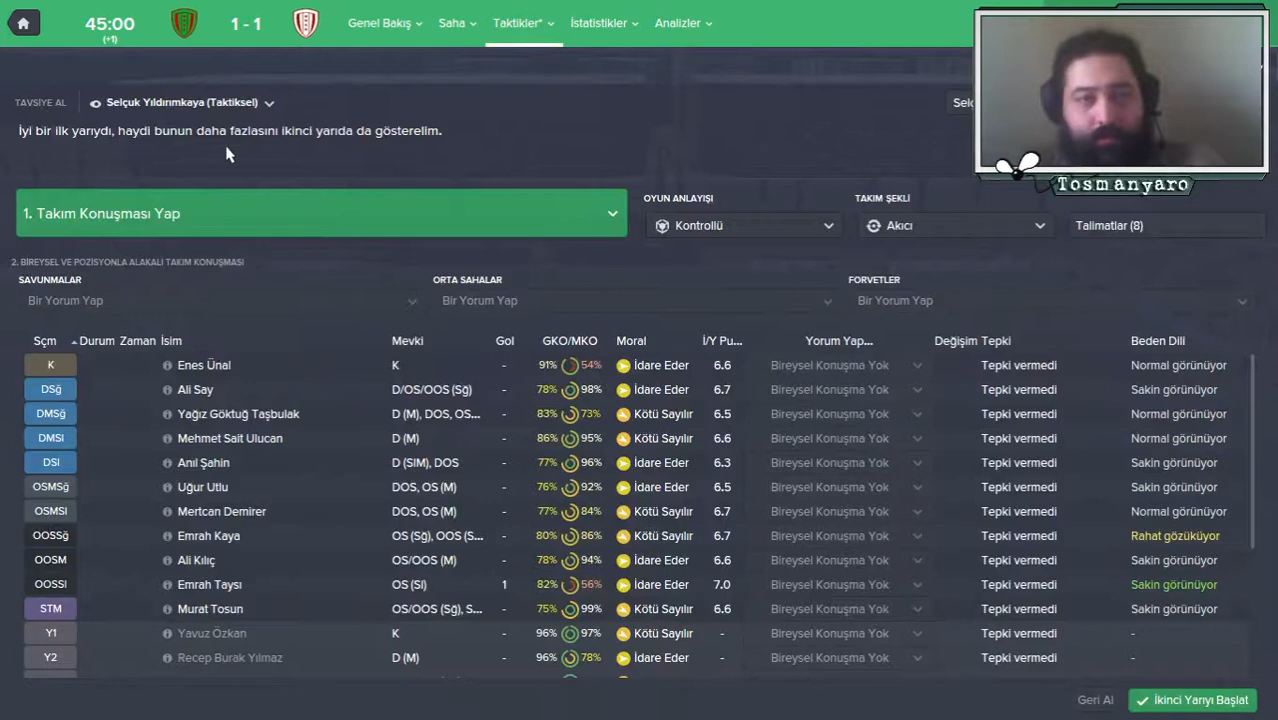 45:00
(+1)
1 - 1
Genel Bakış
Saha
Taktikler*
İstatistikler
Analizler
TAVSİYE AL
Selçuk Yıldırımkaya (Taktiksel)
Selç
İyi bir ilk yarıydı, haydi bunun daha fazlasını ikinci yarıda da gösterelim.
Tosmanyaro
1. Takım Konuşması Yap
OYUN ANLAYIŞI
Kontrollü
TAKIM ŞEKLİ
Akıcı
Talimatlar (8)
2. BİREYSEL VE POZİSYONLA ALAKALI TAKIM KONUŞMASI
SAVUNMALAR
Bir Yorum Yap
ORTA SAHALAR
Bir Yorum Yap
FORVETLER
Bir Yorum Yap
Sçm Durum Zaman İsim Mevki Gol GKO/MKO Moral İ/Y Pu... Yorum Yap... Değişim Tepki Beden Dili
K Enes Ünal K - 91% 54% İdare Eder 6.6 Bireysel Konuşma Yok Tepki vermedi Normal görünüyor
DSğ Ali Say D/OS/OOS (Sğ) - 78% 98% İdare Eder 6.7 Bireysel Konuşma Yok Tepki vermedi Sakin görünüyor
DMSğ Yağız Göktuğ Taşbulak D (M), DOS, OS... - 83% 73% Kötü Sayılır 6.5 Bireysel Konuşma Yok Tepki vermedi Normal görünüyor
DMSl Mehmet Sait Ulucan D (M) - 86% 95% Kötü Sayılır 6.6 Bireysel Konuşma Yok Tepki vermedi Normal görünüyor
DSl Anıl Şahin D (SlM), DOS - 77% 96% İdare Eder 6.3 Bireysel Konuşma Yok Tepki vermedi Sakin görünüyor
OSMSğ Uğur Utlu DOS, OS (M) - 76% 92% İdare Eder 6.5 Bireysel Konuşma Yok Tepki vermedi Sakin görünüyor
OSMSl Mertcan Demirer DOS, OS (M) - 77% 84% Kötü Sayılır 6.5 Bireysel Konuşma Yok Tepki vermedi Normal görünüyor
OOSSğ Emrah Kaya OS (Sğ), OOS (S... - 80% 86% Kötü Sayılır 6.7 Bireysel Konuşma Yok Tepki vermedi Rahat gözüküyor
OOSM Ali Kılıç OS/OOS (M) - 78% 94% İdare Eder 6.6 Bireysel Konuşma Yok Tepki vermedi Sakin görünüyor
OOSSl Emrah Taysı OS (Sl) 1 82% 56% İdare Eder 7.0 Bireysel Konuşma Yok Tepki vermedi Sakin görünüyor
STM Murat Tosun OS/OOS (Sğ), S... - 75% 99% Kötü Sayılır 6.6 Bireysel Konuşma Yok Tepki vermedi Sakin görünüyor
Y1 Yavuz Özkan K - 96% 97% Kötü Sayılır - Bireysel Konuşma Yok Tepki vermedi -
Y2 Recep Burak Yılmaz D (M) - 96% 78% İdare Eder - Bireysel Konuşma Yok Tepki vermedi -
Geri Al
İkinci Yarıyı Başlat